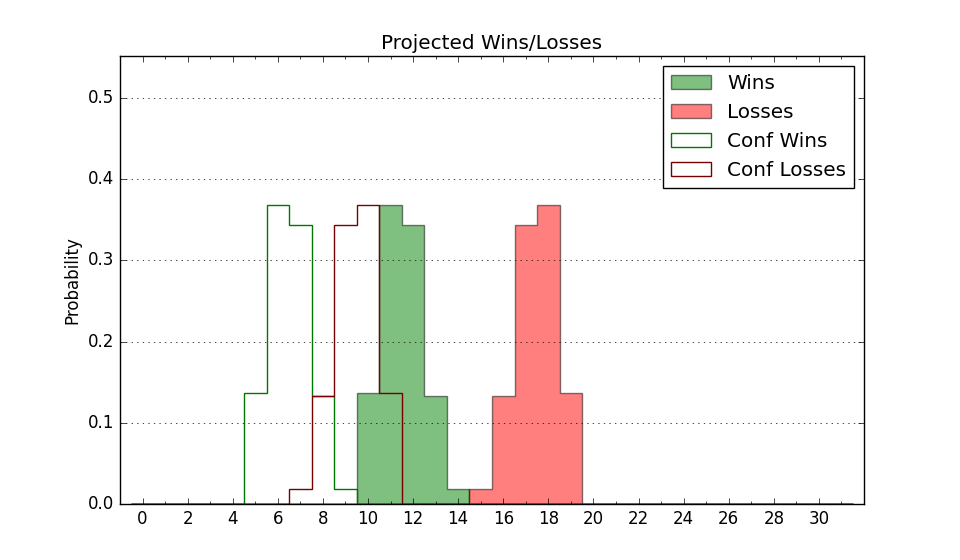 Projected Wins/Losses
Wins
Losses
Conf Wins
Conf Losses
Probability
0.5
0.4
0.3
0.2
0.1
0.0
0 2 4 6 8 10 12 14 16 18 20 22 24 26 28 30